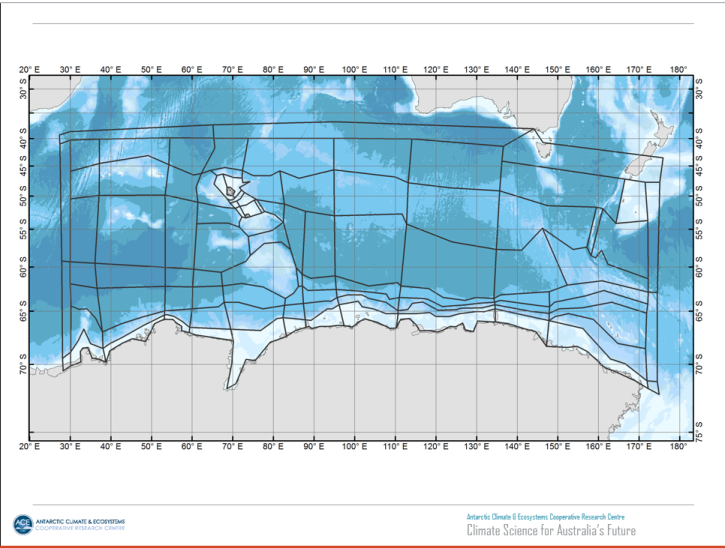 20° E 30° E 40° E 50° E 60° E 70° E 80° E 90° E 100° E 110° E 120° E 130° E 140° E 150° E 160° E 170° E 180°
30° S 30° S
40° S 40° S
45° S 45° S
50° S 50° S
55° S 55° S
60° S 60° S
65° S 65° S
70° S 70° S
75° S
20° E 30° E 40° E 50° E 60° E 70° E 80° E 90° E 100° E 110° E 120° E 130° E 140° E 150° E 160° E 170° E 180°
ACE
ANTARCTIC CLIMATE & ECOSYSTEMS
COOPERATIVE RESEARCH CENTRE
Antarctic Climate & Ecosystems Cooperative Research Centre
Climate Science for Australia's Future